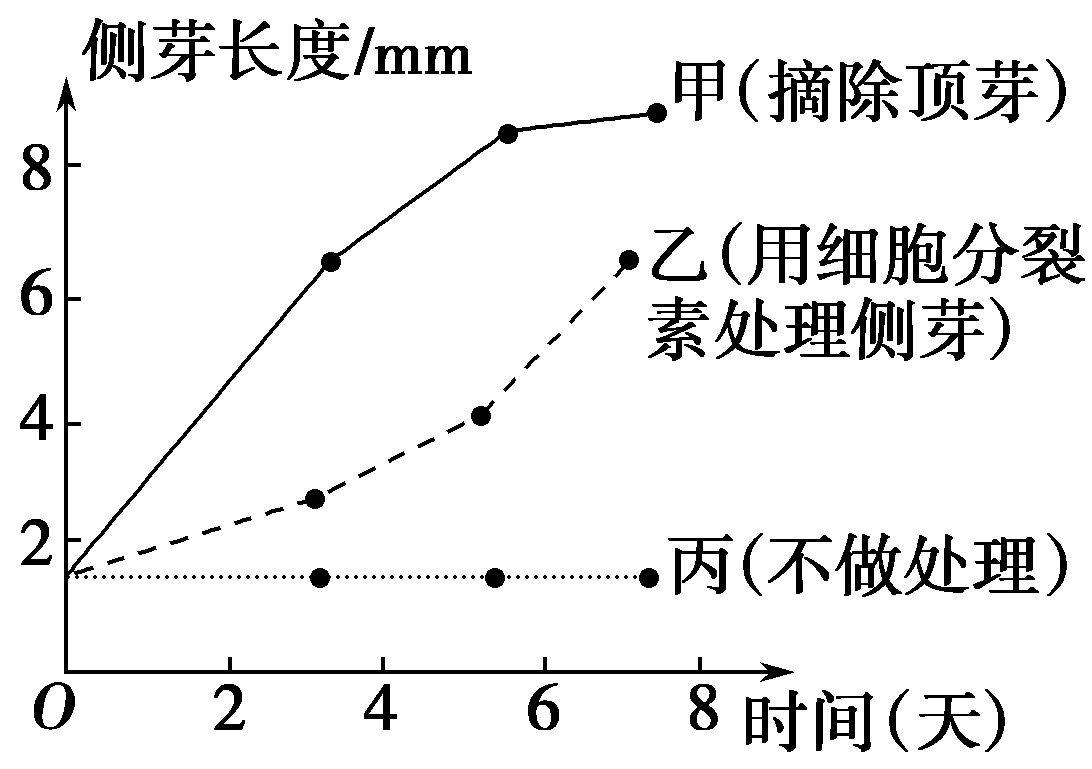 侧芽长度/mm
甲(摘除顶芽)
8
乙(用细胞分裂
素处理侧芽)
6
4
2
丙(不做处理)
O 2 4 6 8 时间(天)